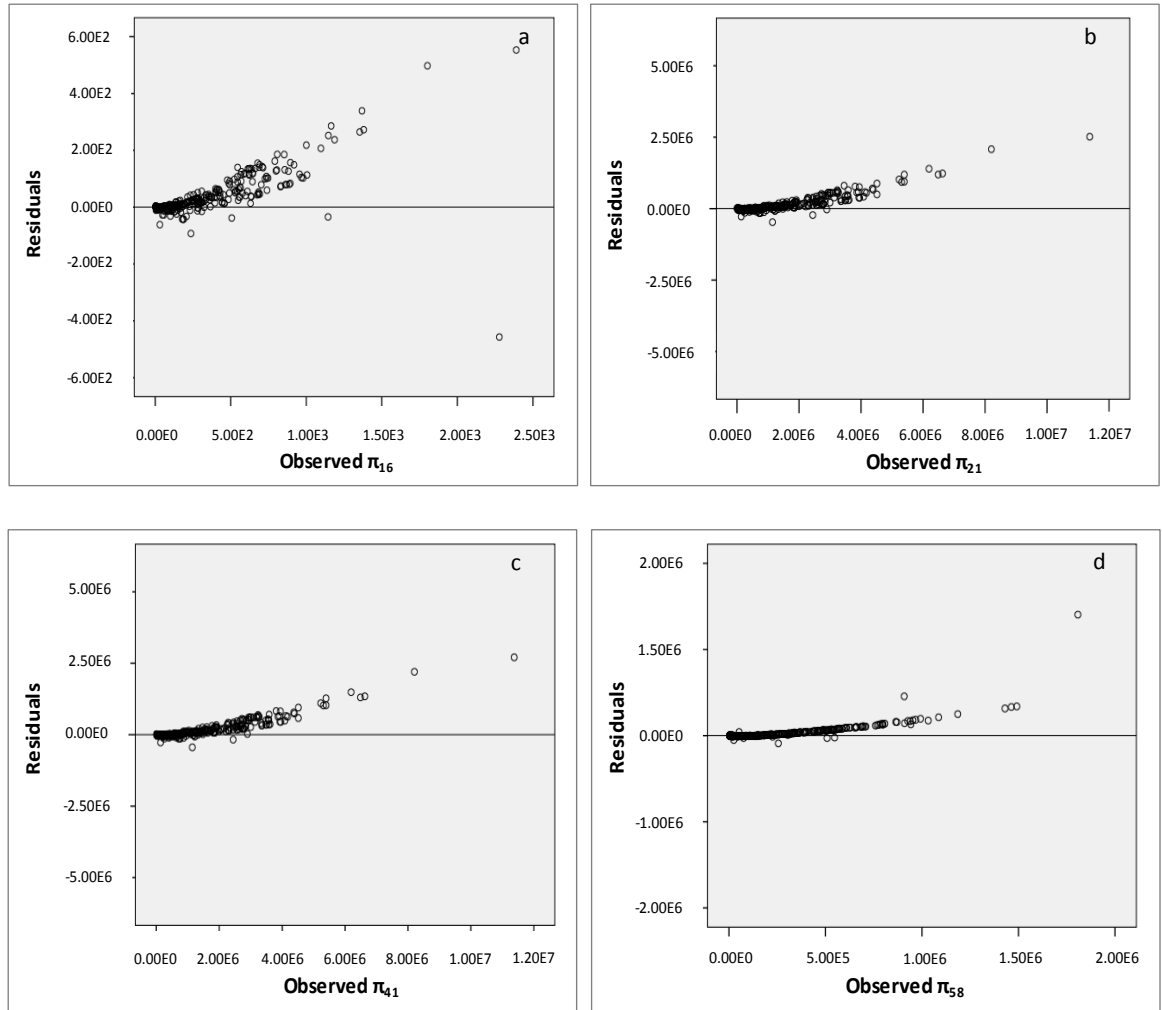 a
6.00E2
4.00E2
2.00E2
0.00E0
-2.00E2
-4.00E2
-6.00E2
Residuals
0.00E0 5.00E2 1.00E3 1.50E3 2.00E3 2.50E3
Observed π₁₆
b
5.00E6
2.50E6
0.00E0
-2.50E6
-5.00E6
Residuals
0.00E0 2.00E6 4.00E6 6.00E6 8.00E6 1.00E7 1.20E7
Observed π₂₁
c
5.00E6
2.50E6
0.00E0
-2.50E6
-5.00E6
Residuals
0.00E0 2.00E6 4.00E6 6.00E6 8.00E6 1.00E7 1.20E7
Observed π₄₁
d
2.00E6
1.50E6
0.00E0
-1.00E6
-2.00E6
Residuals
0.00E0 5.00E5 1.00E6 1.50E6 2.00E6
Observed π₅₈